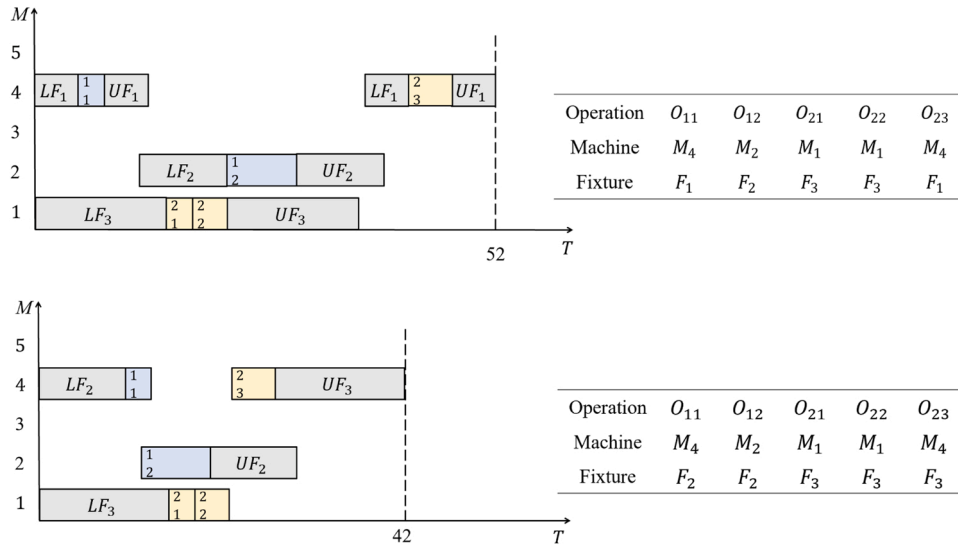 M
5
4
LF₁
1
1
UF₁
LF₁
2
3
UF₁
3
2
LF₂
1
2
UF₂
1
LF₃
2
1
2
2
UF₃
52
T
Operation O₁₁ O₁₂ O₂₁ O₂₂ O₂₃
Machine M₄ M₂ M₁ M₁ M₄
Fixture F₁ F₂ F₃ F₃ F₁
M
5
4
LF₂
1
1
2
3
UF₃
3
2
1
2
UF₂
1
LF₃
2
1
2
2
42
T
Operation O₁₁ O₁₂ O₂₁ O₂₂ O₂₃
Machine M₄ M₂ M₁ M₁ M₄
Fixture F₂ F₂ F₃ F₃ F₃